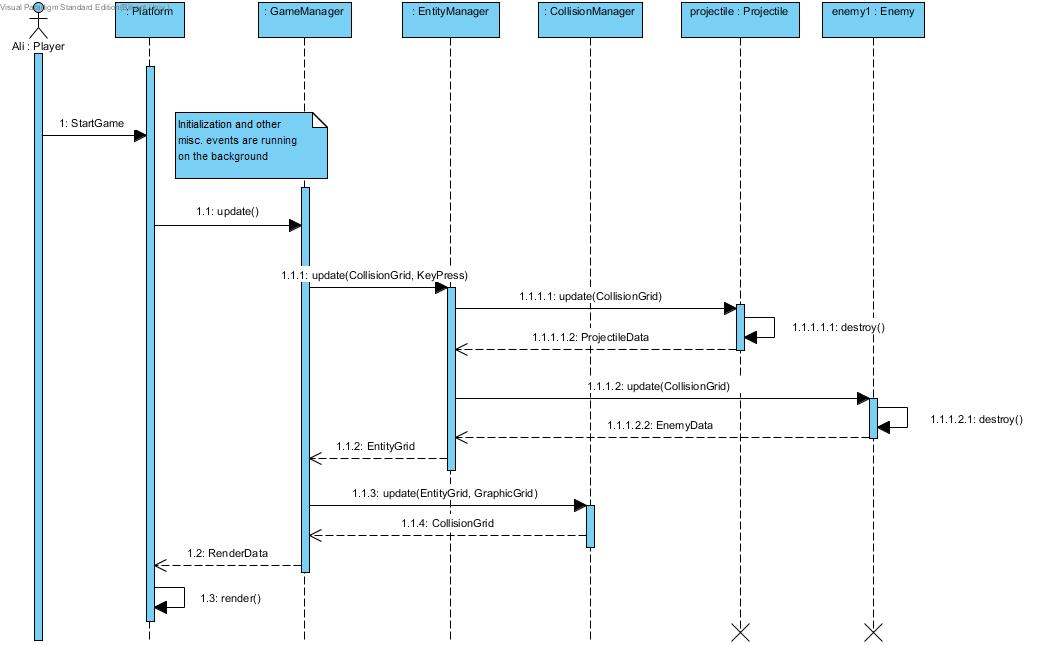 Visual Paradigm Standard Edition
: Platform
: GameManager
: EntityManager
: CollisionManager
projectile : Projectile
enemy1 : Enemy
Ali : Player
1: StartGame
Initialization and other
misc. events are running
on the background
1.1: update()
1.1.1: update(CollisionGrid, KeyPress)
1.1.1.1: update(CollisionGrid)
1.1.1.1.1: destroy()
1.1.1.1.2: ProjectileData
1.1.1.2: update(CollisionGrid)
1.1.1.2.1: destroy()
1.1.1.2.2: EnemyData
1.1.2: EntityGrid
1.1.3: update(EntityGrid, GraphicGrid)
1.1.4: CollisionGrid
1.2: RenderData
1.3: render()